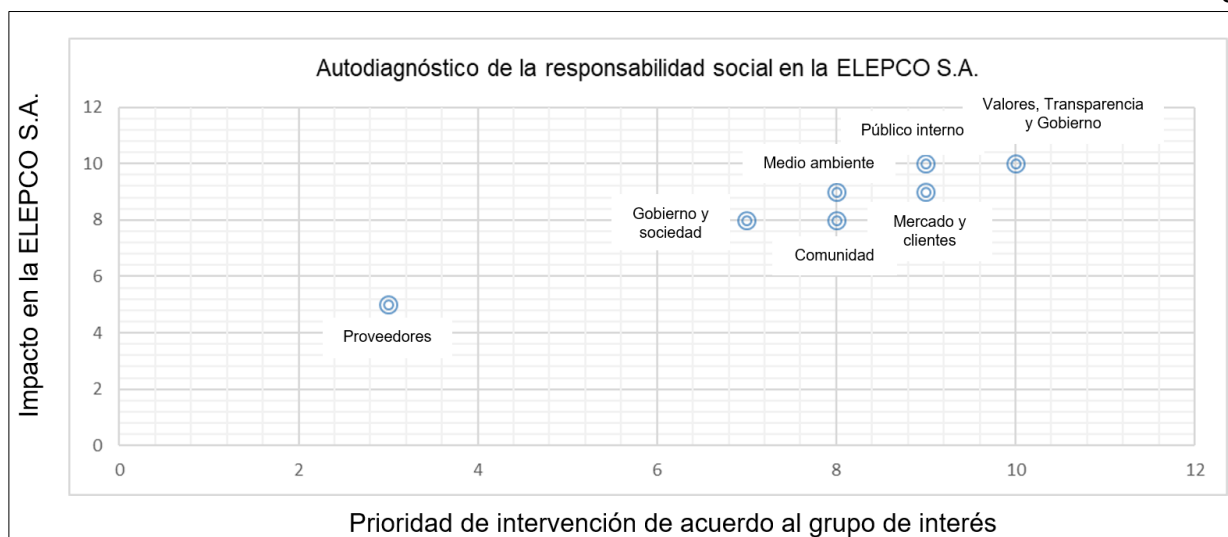 Autodiagnóstico de la responsabilidad social en la ELEPCO S.A.
Impacto en la ELEPCO S.A.
12
10
8
6
4
2
0
Valores, Transparencia
y Gobierno
Público interno
Medio ambiente
Gobierno y
sociedad
Mercado y
clientes
Comunidad
Proveedores
0
2
4
6
8
10
12
Prioridad de intervención de acuerdo al grupo de interés